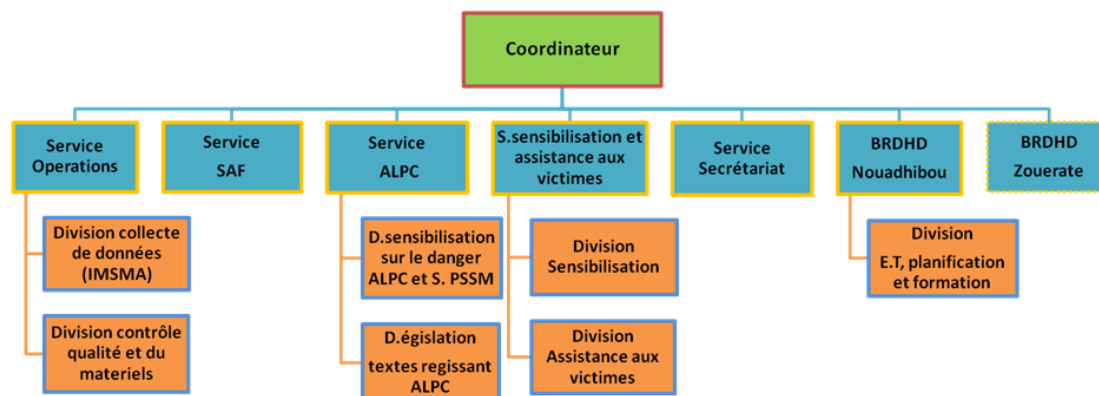 Coordinateur
Service
Operations
Service
SAF
Service
ALPC
S.sensibilisation et
assistance aux
victimes
Service
Secrétariat
BRDHD
Nouadhibou
BRDHD
Zouerate
Division collecte
de données
(IMSMA)
Division contrôle
qualité et du
materiels
D.sensibilisation
sur le danger
ALPC et S. PSSM
D.égislation
textes regissant
ALPC
Division
Sensibilisation
Division
Assistance aux
victimes
Division
E.T, planification
et formation